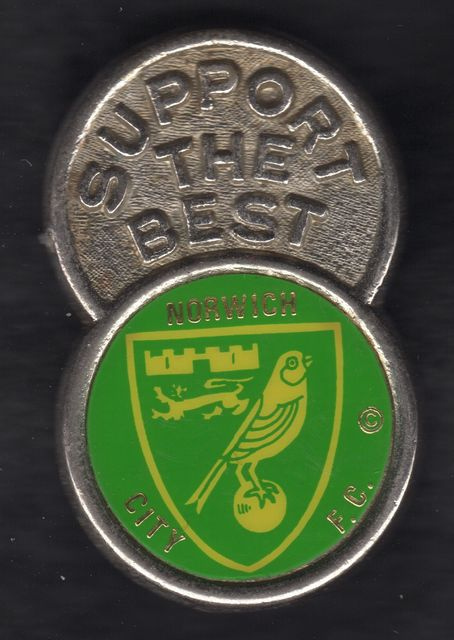 SUPPORT
THE
BEST
NORWICH
CITY
F.C.
©